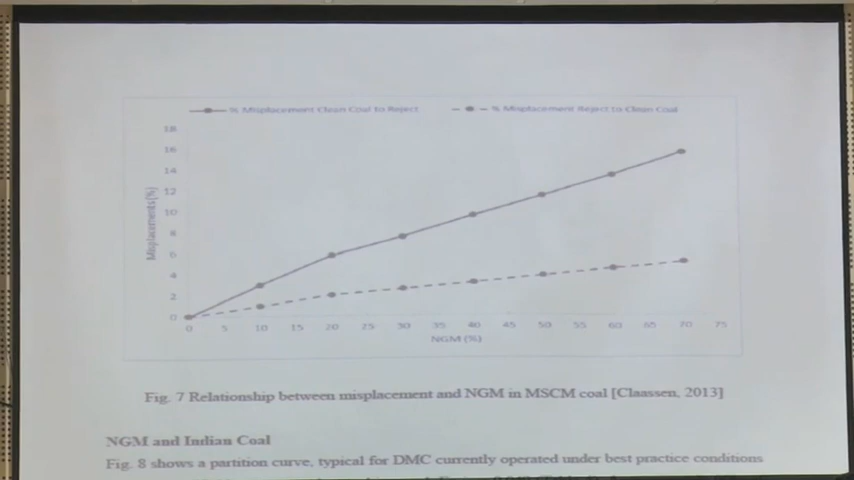 % Misplacement Clean Coal to Reject % Misplacement Reject to Clean Coal
18
16
14
12
10
8
6
4
2
0
Misplacements(%)
0 5 10 15 20 25 30 35 40 45 50 55 60 65 70 75
NGM (%)
Fig. 7 Relationship between misplacement and NGM in MSCM coal [Claassen, 2013]
NGM and Indian Coal
Fig. 8 shows a partition curve, typical for DMC currently operated under best practice conditions